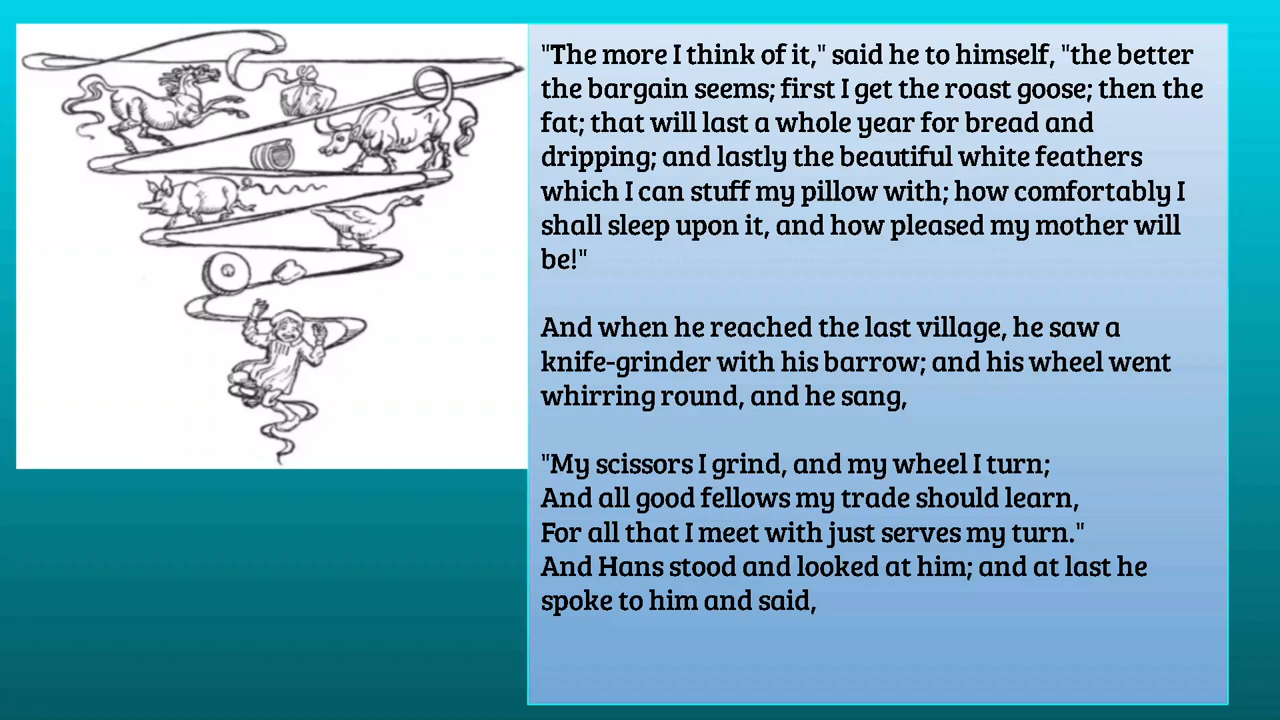 "The more I think of it," said he to himself, "the better
the bargain seems; first I get the roast goose; then the
fat; that will last a whole year for bread and
dripping; and lastly the beautiful white feathers
which I can stuff my pillow with; how comfortably I
shall sleep upon it, and how pleased my mother will
be!"
And when he reached the last village, he saw a
knife-grinder with his barrow; and his wheel went
whirring round, and he sang,
"My scissors I grind, and my wheel I turn;
And all good fellows my trade should learn,
For all that I meet with just serves my turn."
And Hans stood and looked at him; and at last he
spoke to him and said,